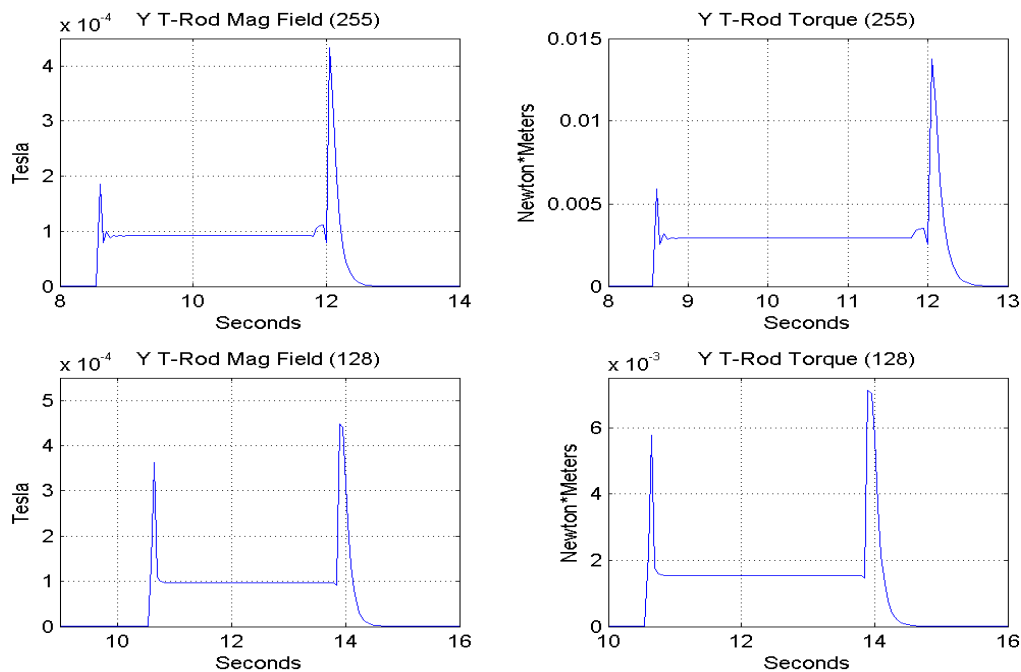 x 10⁻⁴
Y T-Rod Mag Field (255)
4
3
2
1
0
Tesla
8
10
12
14
Seconds
Y T-Rod Torque (255)
0.015
0.01
0.005
0
Newton*Meters
8
9
10
11
12
13
Seconds
x 10⁻⁴
Y T-Rod Mag Field (128)
5
4
3
2
1
0
Tesla
10
12
14
16
Seconds
x 10⁻³
Y T-Rod Torque (128)
6
4
2
0
Newton*Meters
10
12
14
16
Seconds